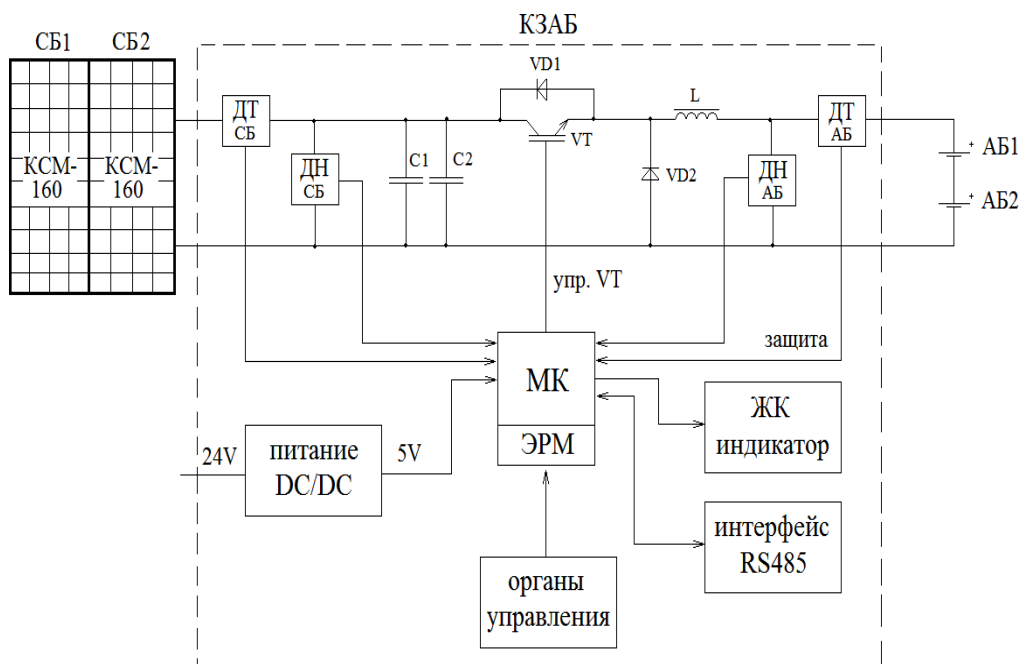 КЗАБ
СБ1 СБ2
КСМ-160
КСМ-160
ДТ
СБ
ДН
СБ
C1
C2
VD1
VT
VD2
L
ДН
АБ
ДТ
АБ
+
АБ1
+
АБ2
упр. VT
защита
МК
ЭРМ
24V
питание
DC/DC
5V
ЖК
индикатор
интерфейс
RS485
органы
управления